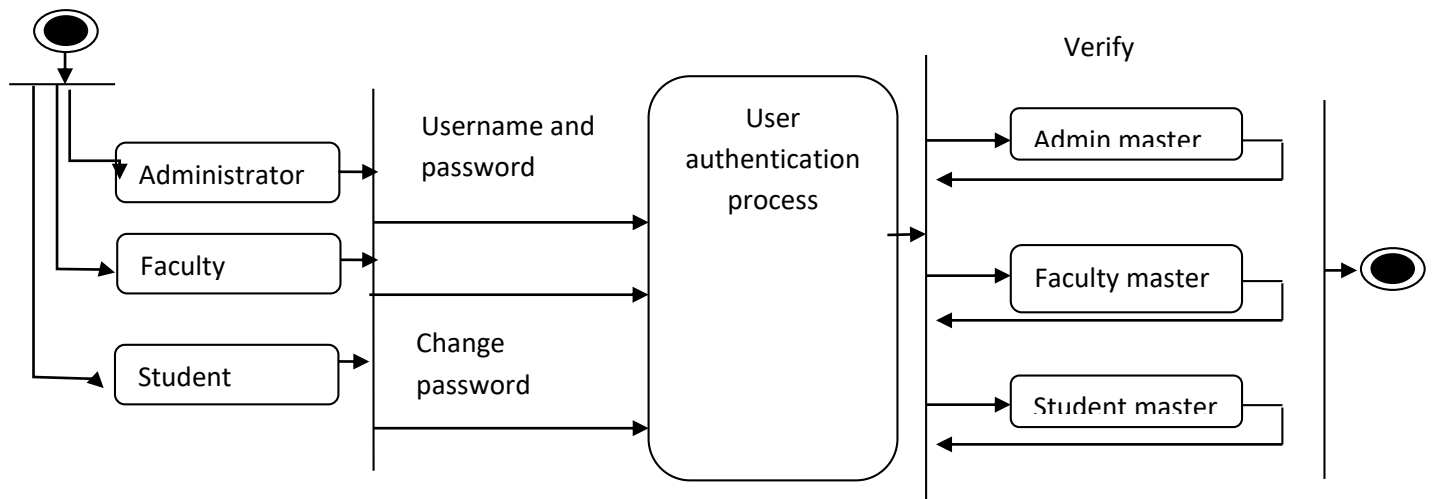 Verify
Username and
password
User
authentication
process
Admin master
Administrator
Faculty
Faculty master
Change
password
Student
Student master